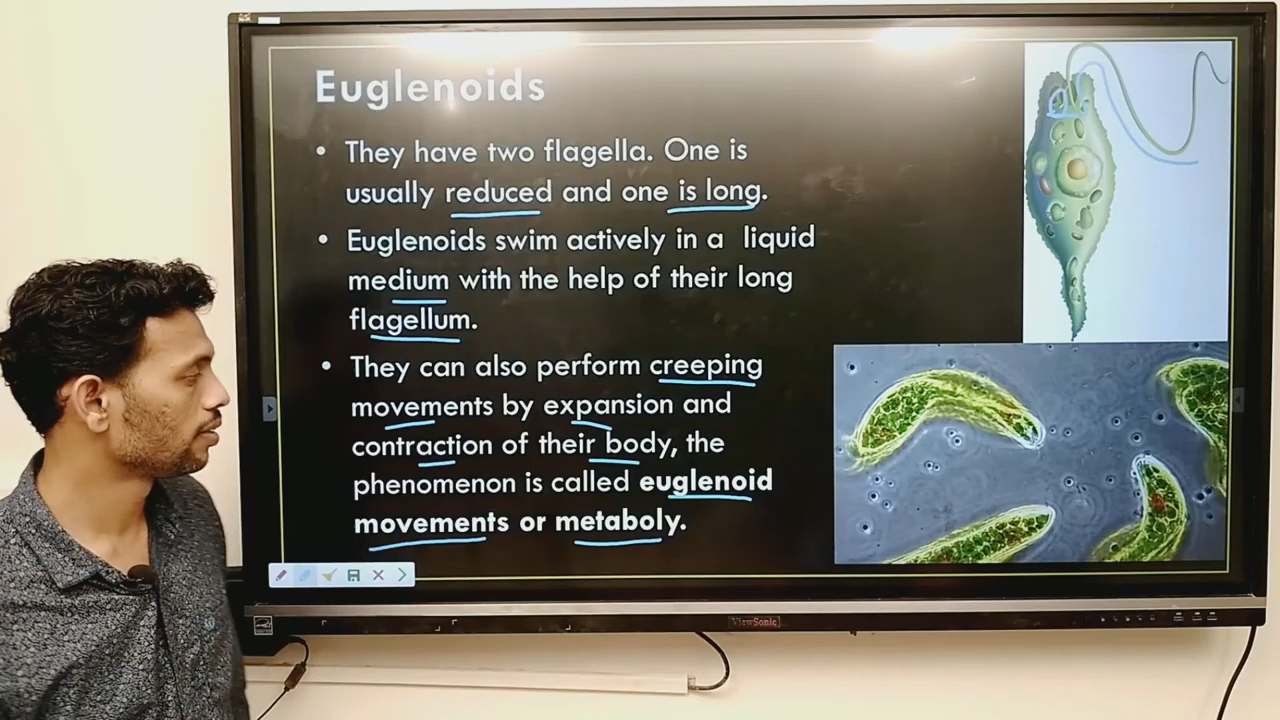 Euglenoids
• They have two flagella. One is
usually reduced and one is long.
• Euglenoids swim actively in a liquid
medium with the help of their long
flagellum.
• They can also perform creeping
movements by expansion and
contraction of their body, the
phenomenon is called euglenoid
movements or metaboly.
ViewSonic